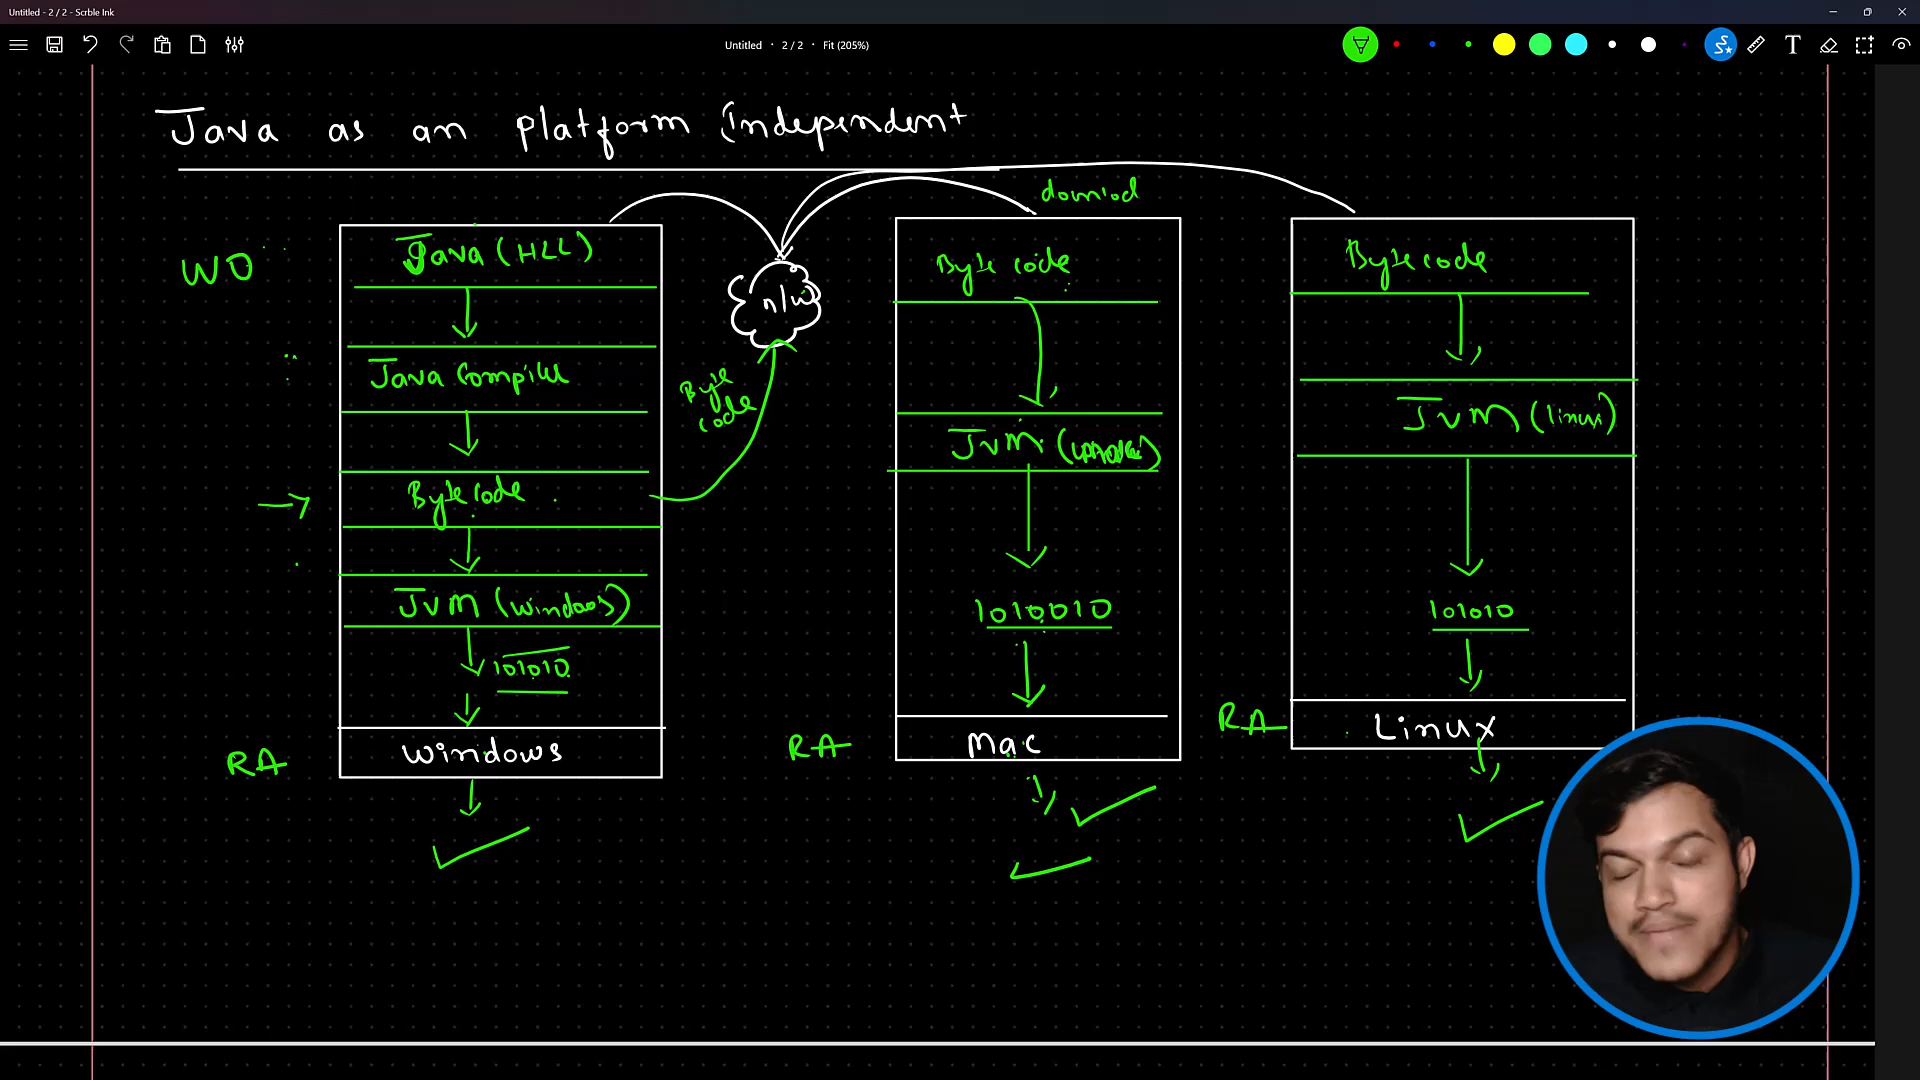 Untitled - 2 / 2 - Scrble Ink
Untitled · 2 / 2 · Fit (205%)
T
Java as an platform Independent
WO
Java (HLL)
Java Compiler
Byte code
JVM (windows)
101010
Windows
RA
n/w
Byte code
Byte code
JVM
1010010
Mac
RA
Byte code
JVM (linux)
101010
Linux
RA